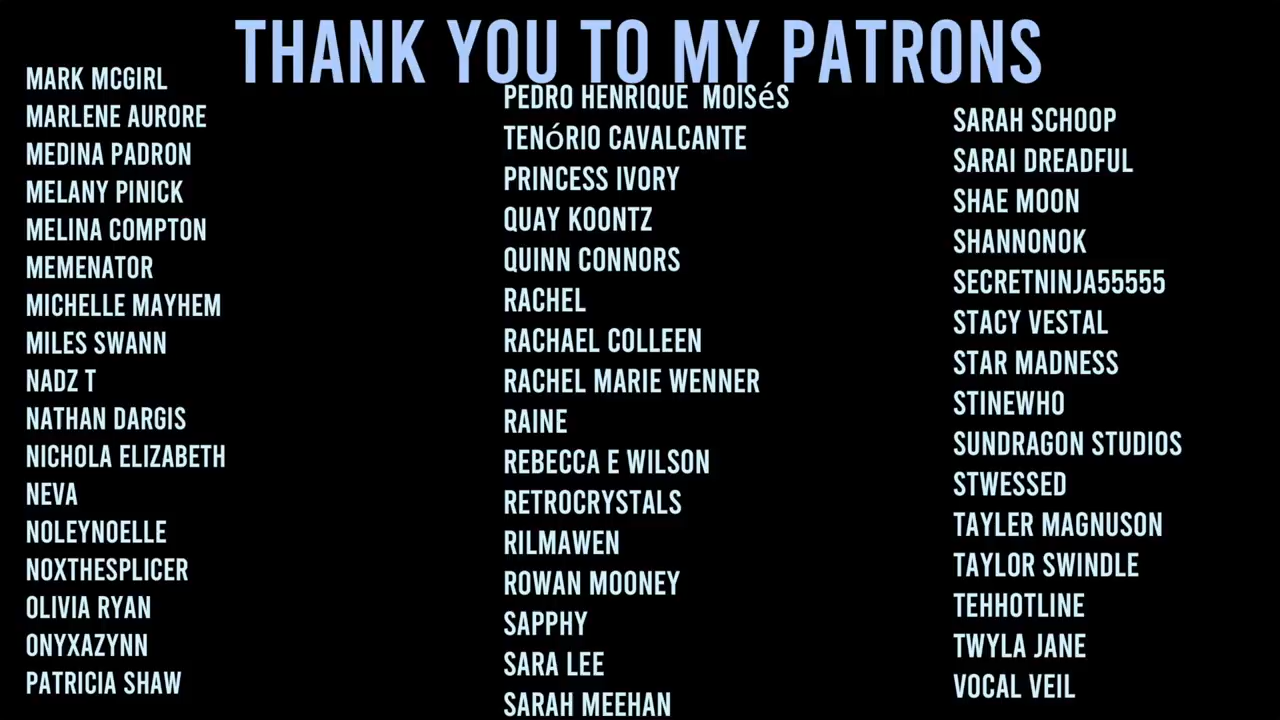 THANK YOU TO MY PATRONS
MARK MCGIRL
MARLENE AURORE
MEDINA PADRON
MELANY PINICK
MELINA COMPTON
MEMENATOR
MICHELLE MAYHEM
MILES SWANN
NADZ T
NATHAN DARGIS
NICHOLA ELIZABETH
NEVA
NOLEYNOELLE
NOXTHESPLICER
OLIVIA RYAN
ONYXAZYNN
PATRICIA SHAW
PEDRO HENRIQUE  MOISéS
TENóRIO CAVALCANTE
PRINCESS IVORY
QUAY KOONTZ
QUINN CONNORS
RACHEL
RACHAEL COLLEEN
RACHEL MARIE WENNER
RAINE
REBECCA E WILSON
RETROCRYSTALS
RILMAWEN
ROWAN MOONEY
SAPPHY
SARA LEE
SARAH MEEHAN
SARAH SCHOOP
SARAI DREADFUL
SHAE MOON
SHANNONOK
SECRETNINJA55555
STACY VESTAL
STAR MADNESS
STINEWHO
SUNDRAGON STUDIOS
STWESSED
TAYLER MAGNUSON
TAYLOR SWINDLE
TEHHOTLINE
TWYLA JANE
VOCAL VEIL